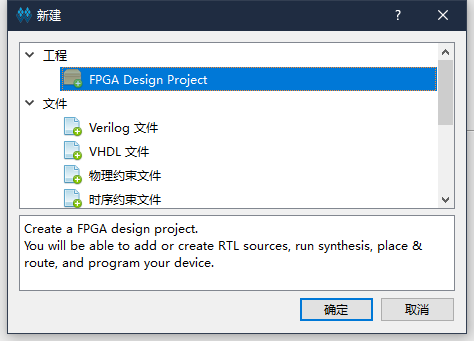 新建
工程
FPGA Design Project
文件
Verilog 文件
VHDL 文件
物理约束文件
时序约束文件
Create a FPGA design project.
You will be able to add or create RTL sources, run synthesis, place &
route, and program your device.
确定
取消